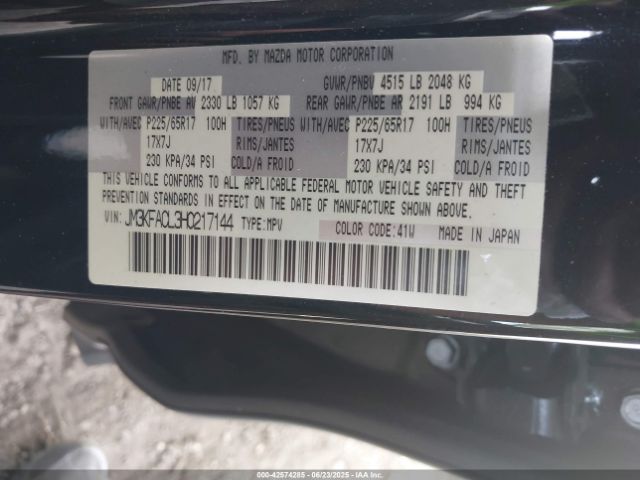 MFD. BY MAZDA MOTOR CORPORATION
DATE 09/17 GVWR/PNBV 4515 LB 2048 KG
FRONT GAWR/PNBE AV 2330 LB 1057 KG REAR GAWR/PNBE AR 2191 LB 994 KG
WITH/AVEC P225/65R17 100H TIRES/PNEUS WITH/AVEC P225/65R17 100H TIRES/PNEUS
17X7J RIMS/JANTES 17X7J RIMS/JANTES
230 KPA/34 PSI COLD/A FROID 230 KPA/34 PSI COLD/A FROID
THIS VEHICLE CONFORMS TO ALL APPLICABLE FEDERAL MOTOR VEHICLE SAFETY AND THEFT
PREVENTION STANDARDS IN EFFECT ON THE DATE OF MANUFACTURE SHOWN ABOVE.
VIN: JM3KFACL3H0217144 TYPE:MPV COLOR CODE:41W MADE IN JAPAN
000-42574285 - 06/23/2025 - IAAI.COM